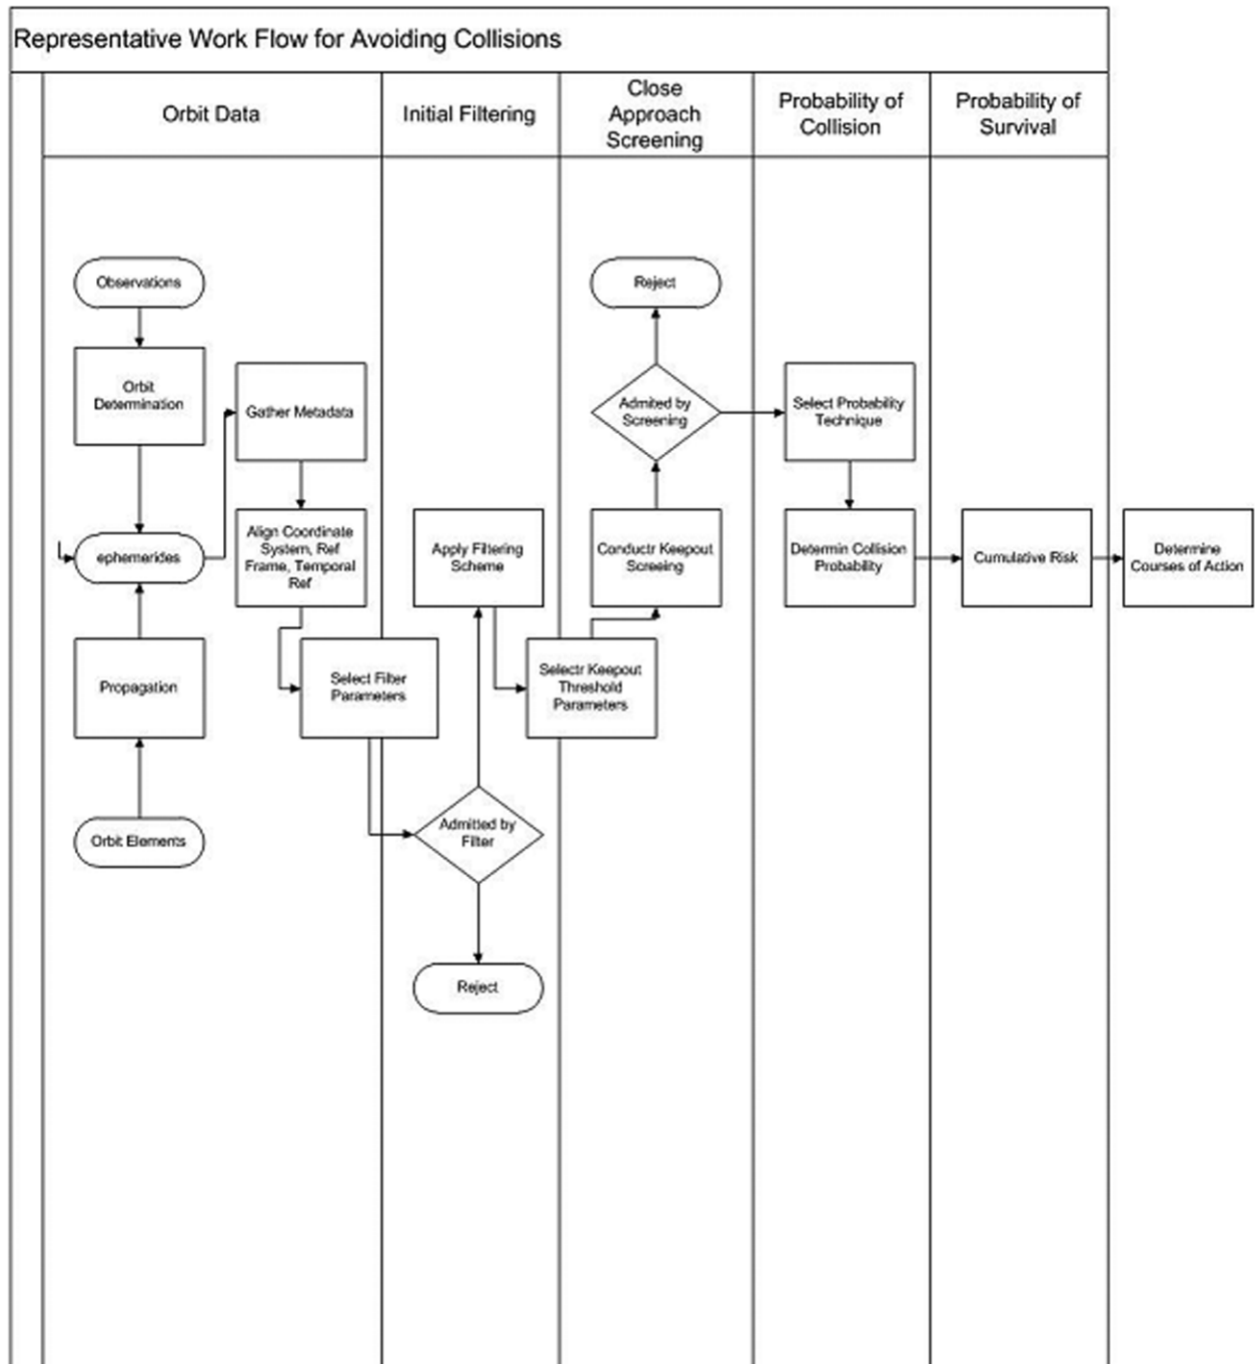 Representative Work Flow for Avoiding Collisions
Orbit Data
Initial Filtering
Close
Approach
Screening
Probability of
Collision
Probability of
Survival
Observations
Orbit
Determination
ephemerides
Propagation
Orbit Elements
Gather Metadata
Align Coordinate
System, Ref
Frame, Temporal
Ref
Select Filter
Parameters
Apply Filtering
Scheme
Admitted by
Filter
Reject
Reject
Admited by
Screening
Conductr Keepout
Screeing
Selectr Keepout
Threshold
Parameters
Select Probability
Technique
Determin Collision
Probability
Cumulative Risk
Determine
Courses of Action